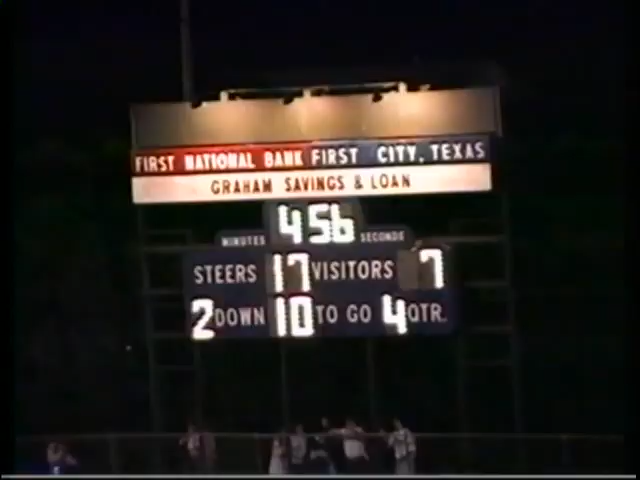 FIRST NATIONAL BANK FIRST CITY, TEXAS
GRAHAM SAVINGS & LOAN
MINUTES 4 56 SECONDS
STEERS 17 VISITORS 7
2 DOWN 10 TO GO 4 QTR.